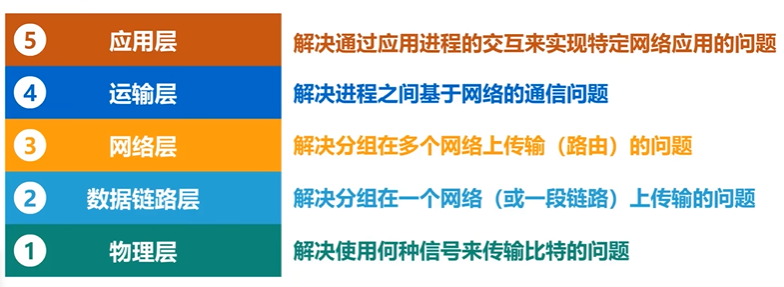 5 应用层 解决通过应用进程的交互来实现特定网络应用的问题
4 运输层 解决进程之间基于网络的通信问题
3 网络层 解决分组在多个网络上传输（路由）的问题
2 数据链路层 解决分组在一个网络（或一段链路）上传输的问题
1 物理层 解决使用何种信号来传输比特的问题